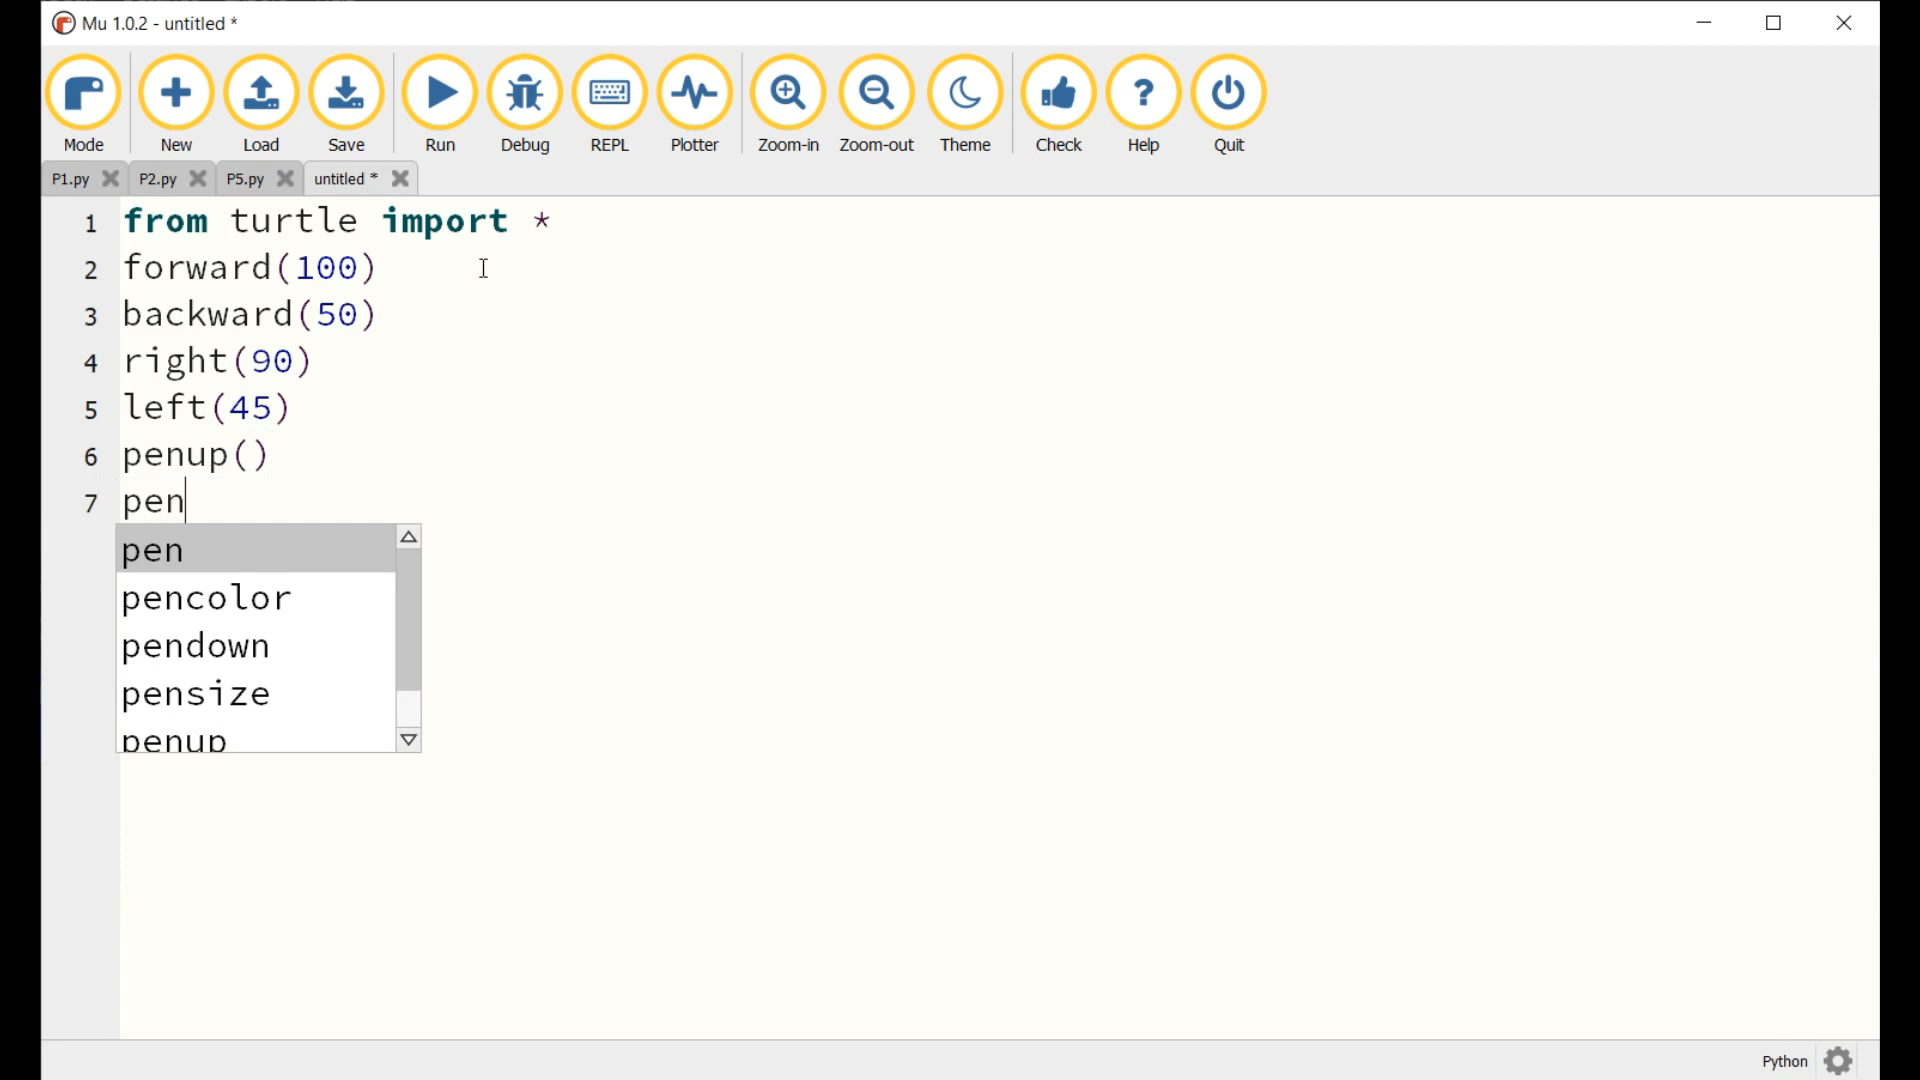 Mu 1.0.2 - untitled *
Mode New Load Save Run Debug REPL Plotter Zoom-in Zoom-out Theme Check Help Quit
P1.py P2.py P5.py untitled *
1 from turtle import *
2 forward(100)
3 backward(50)
4 right(90)
5 left(45)
6 penup()
7 pen
pen
pencolor
pendown
pensize
penup
Python